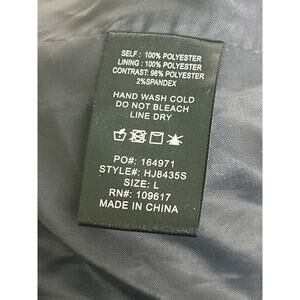 SELF : 100% POLYESTER
LINING : 100% POLYESTER
CONTRAST: 98% POLYESTER
2%SPANDEX
HAND WASH COLD
DO NOT BLEACH
LINE DRY
PO#: 164971
STYLE#: HJ8435S
SIZE: L
RN#: 109617
MADE IN CHINA